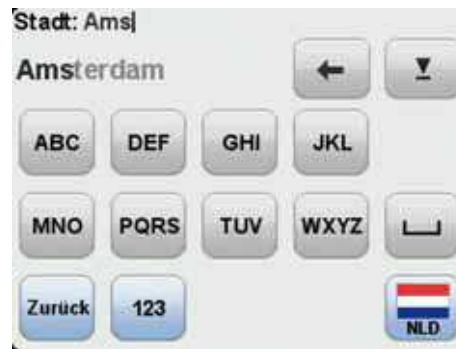 Stadt: Ams
Amsterdam
ABC DEF GHI JKL
MNO PQRS TUV WXYZ
Zurück 123 NLD